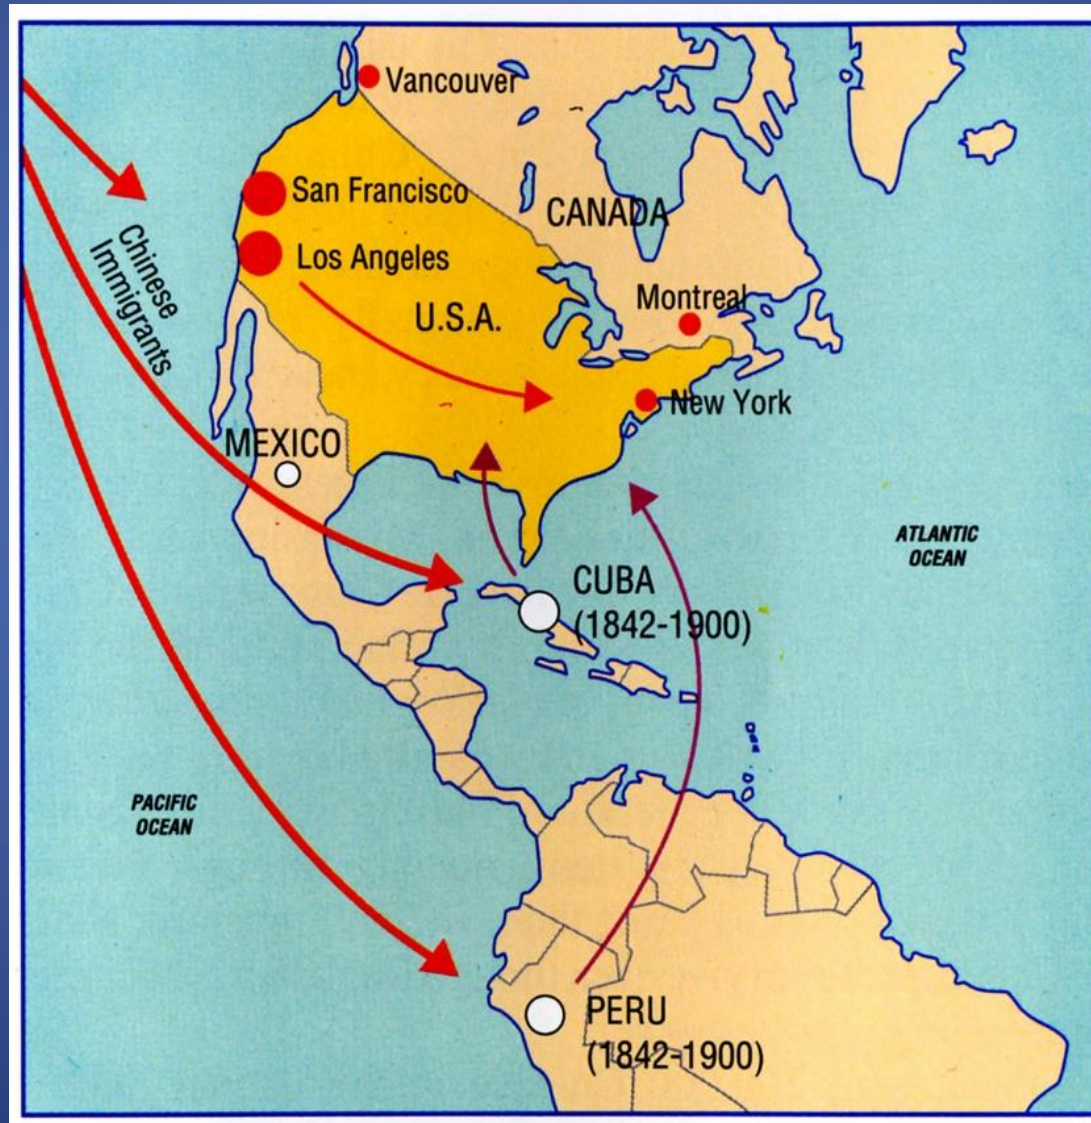 Vancouver
San Francisco
CANADA
Chinese
Immigrants
Los Angeles
Montreal
U.S.A.
New York
MEXICO
ATLANTIC
OCEAN
CUBA
(1842-1900)
PACIFIC
OCEAN
PERU
(1842-1900)